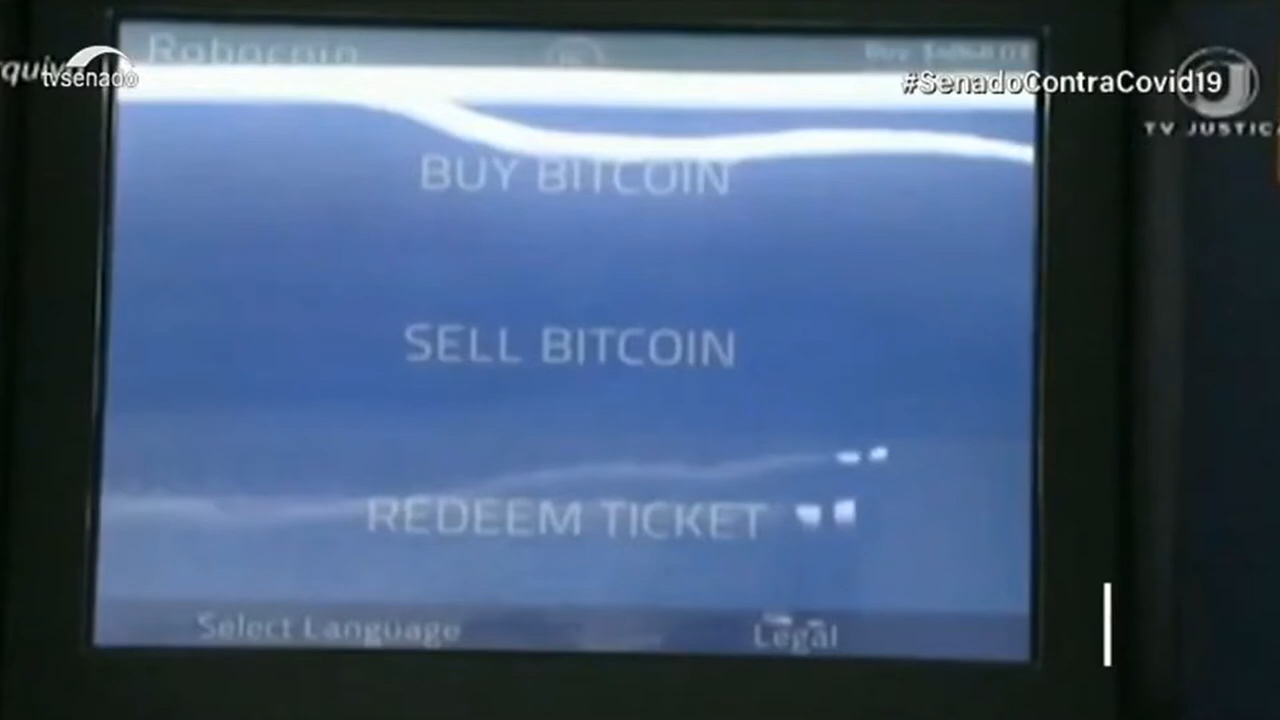 Robocoin
tvsenado
#SenadoContraCovid19
TV JUSTIÇA
BUY BITCOIN
SELL BITCOIN
REDEEM TICKET
Select Language
Legal